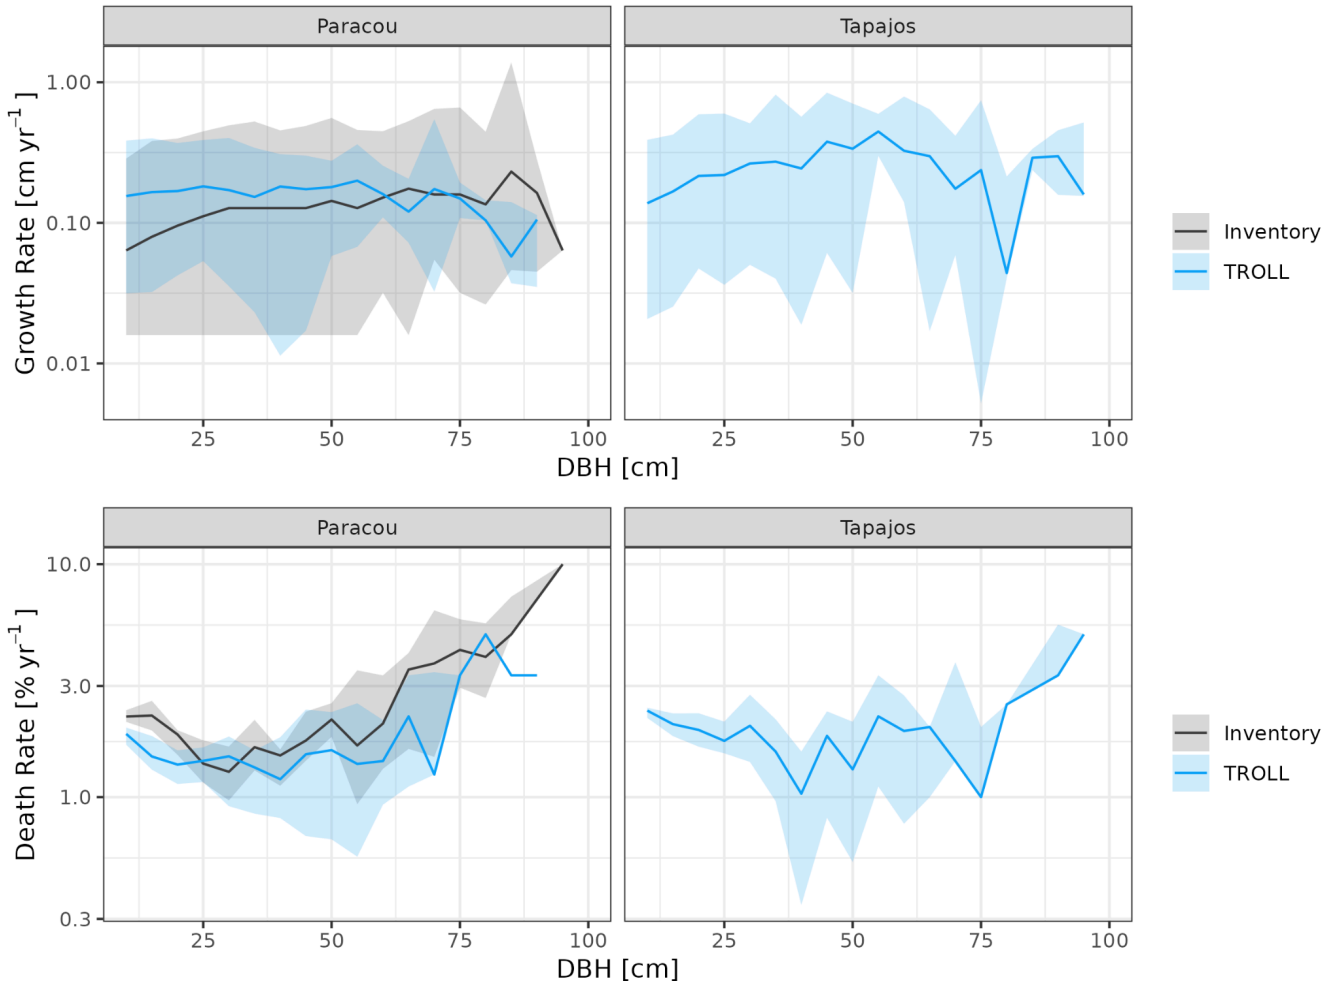 Paracou
Tapajos
Growth Rate [cm yr⁻¹ ]
1.00
0.10
0.01
25
50
75
100
25
50
75
100
DBH [cm]
Inventory
TROLL
Paracou
Tapajos
Death Rate [% yr⁻¹ ]
10.0
3.0
1.0
0.3
25
50
75
100
25
50
75
100
DBH [cm]
Inventory
TROLL